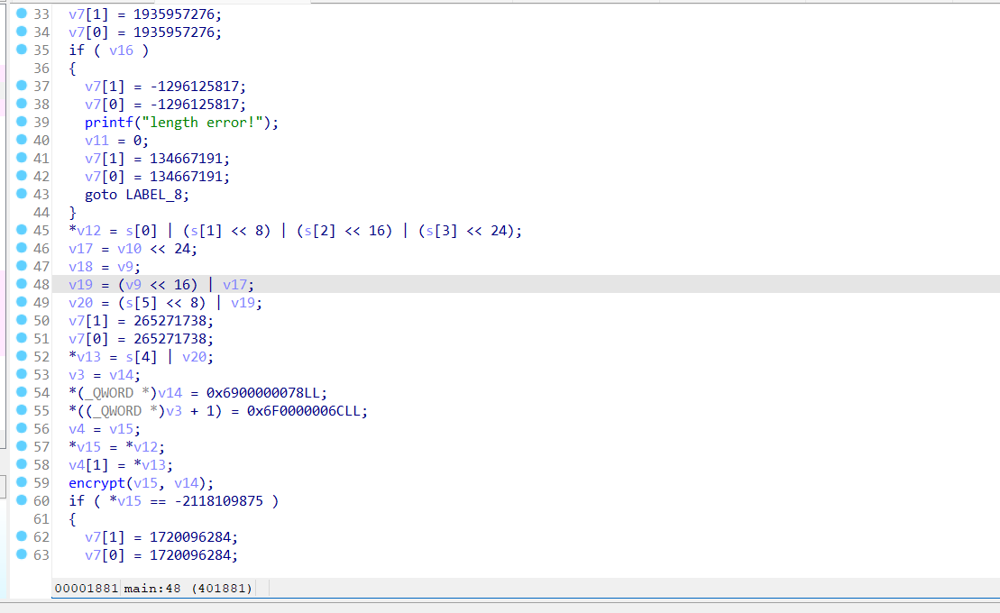 33 v7[1] = 1935957276;
34 v7[0] = 1935957276;
35 if ( v16 )
36 {
37 v7[1] = -1296125817;
38 v7[0] = -1296125817;
39 printf("length error!");
40 v11 = 0;
41 v7[1] = 134667191;
42 v7[0] = 134667191;
43 goto LABEL_8;
44 }
45 *v12 = s[0] | (s[1] << 8) | (s[2] << 16) | (s[3] << 24);
46 v17 = v10 << 24;
47 v18 = v9;
48 v19 = (v9 << 16) | v17;
49 v20 = (s[5] << 8) | v19;
50 v7[1] = 265271738;
51 v7[0] = 265271738;
52 *v13 = s[4] | v20;
53 v3 = v14;
54 *(_QWORD *)v14 = 0x6900000078LL;
55 *((_QWORD *)v3 + 1) = 0x6F0000006CLL;
56 v4 = v15;
57 *v15 = *v12;
58 v4[1] = *v13;
59 encrypt(v15, v14);
60 if ( *v15 == -2118109875 )
61 {
62 v7[1] = 1720096284;
63 v7[0] = 1720096284;
00001881 main:48 (401881)